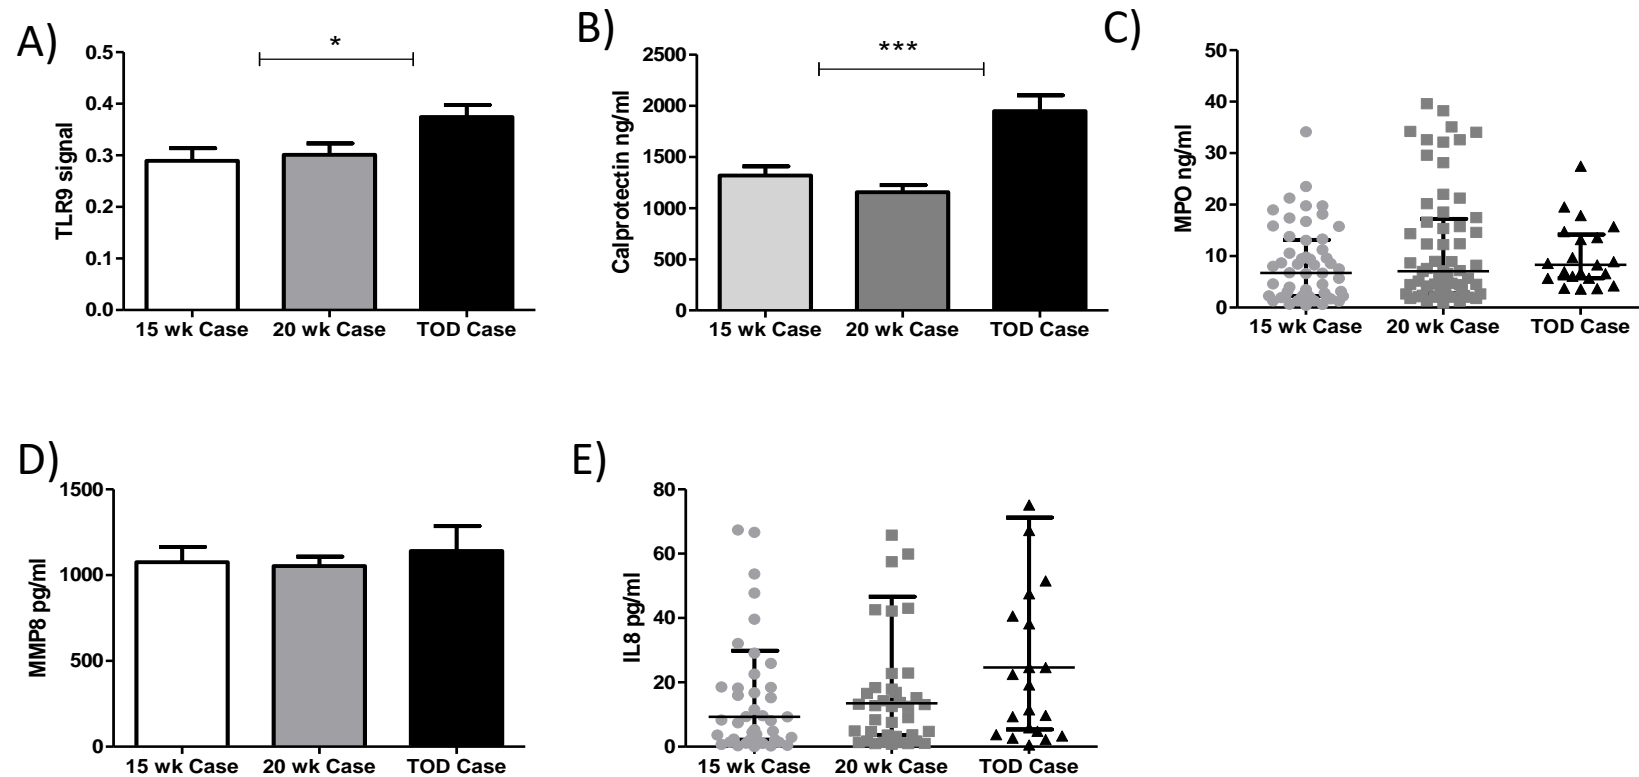 A)
*
TLR9 signal
0.5
0.4
0.3
0.2
0.1
0.0
15 wk Case 20 wk Case TOD Case
B)
***
Calprotectin ng/ml
2500
2000
1500
1000
500
0
15 wk Case 20 wk Case TOD Case
C)
MPO ng/ml
50
40
30
20
10
0
15 wk Case 20 wk Case TOD Case
D)
MMP8 pg/ml
1500
1000
500
0
15 wk Case 20 wk Case TOD Case
E)
IL8 pg/ml
80
60
40
20
0
15 wk Case 20 wk Case TOD Case